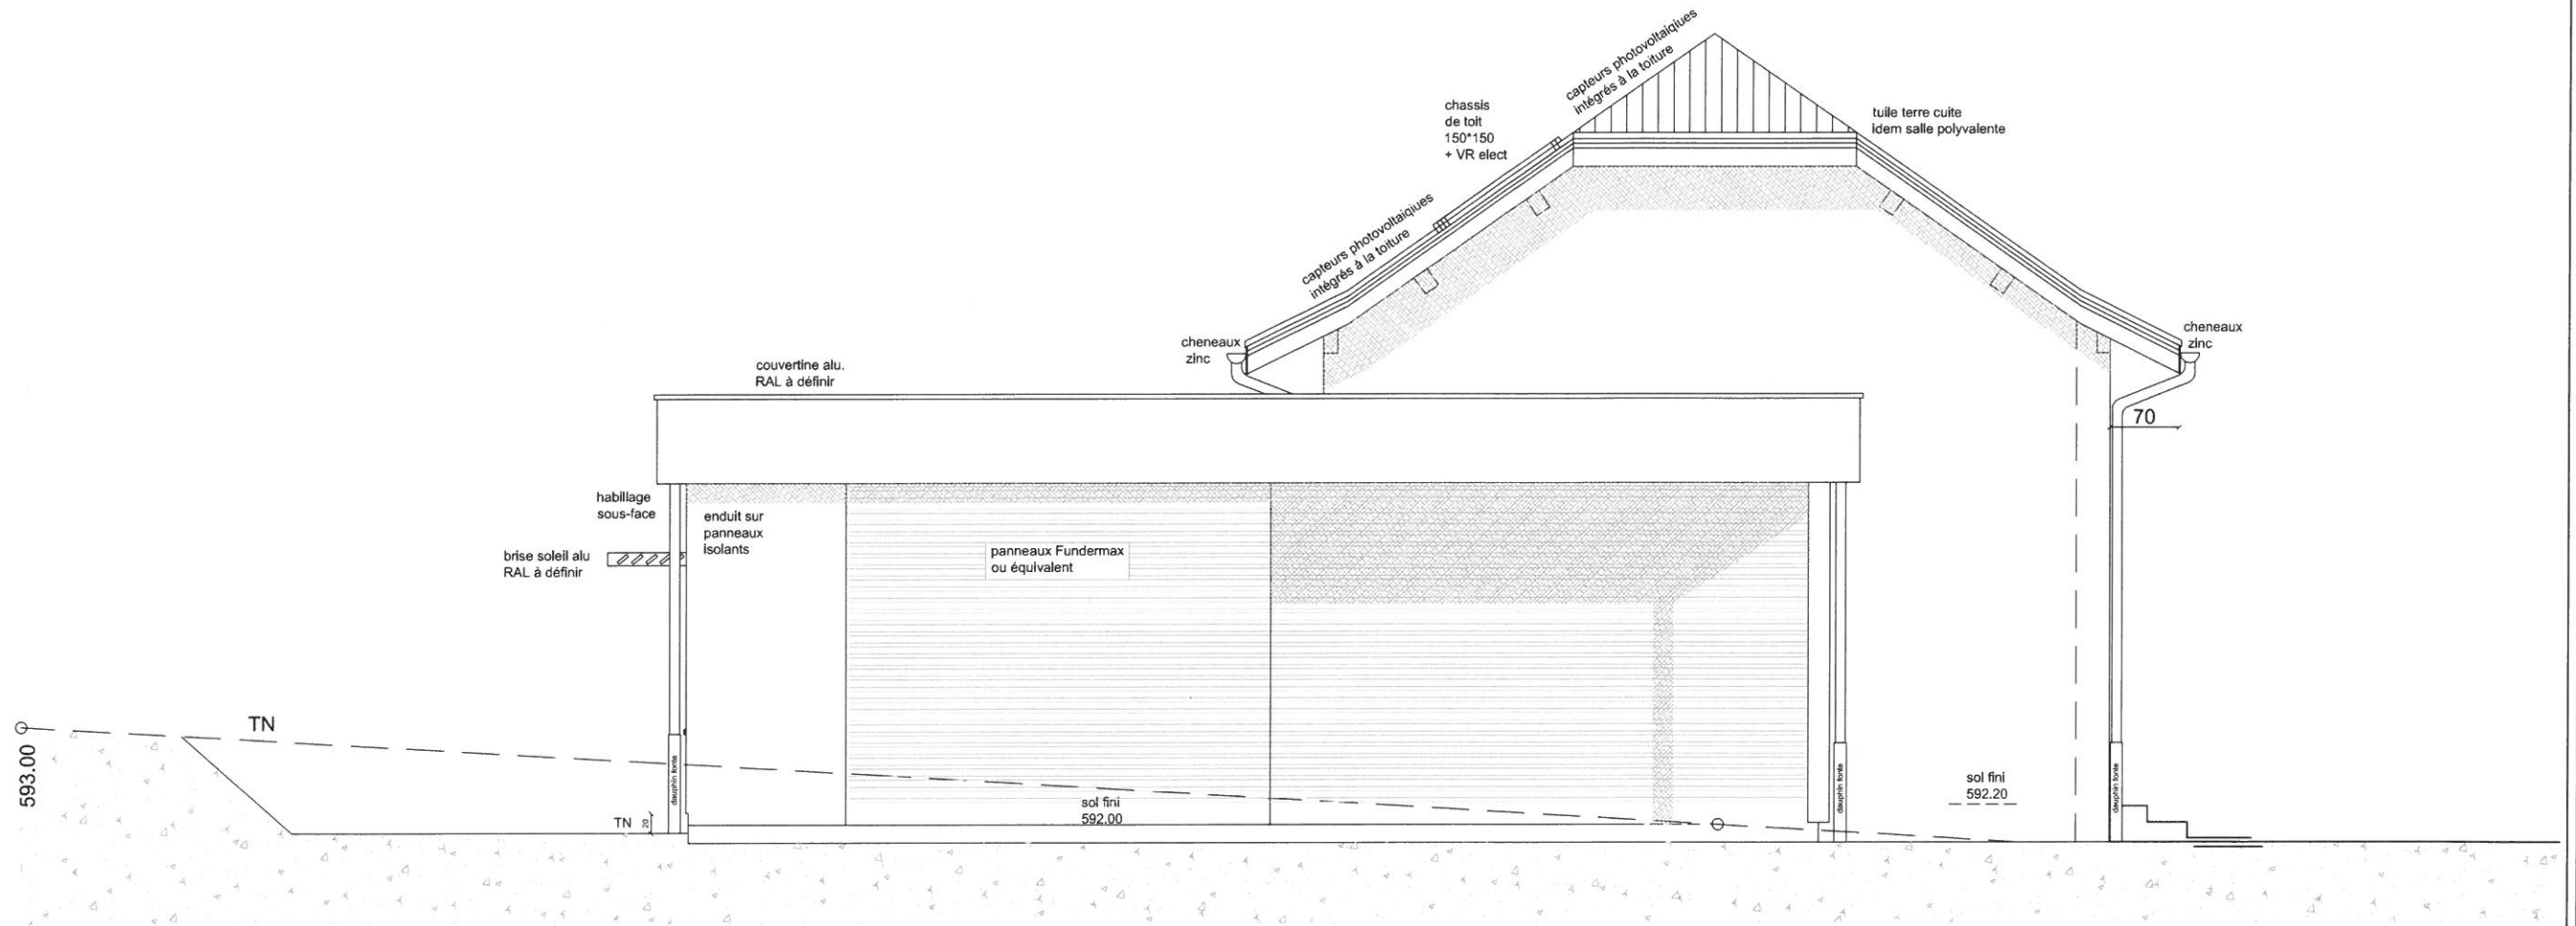 capteurs photovoltaiqiues
intégrés à la toiture
chassis
de toit
150*150
+ VR elect
tuile terre cuite
idem salle polyvalente
capteurs photovoltaiqiues
intégrés à la toiture
cheneaux
zinc
cheneaux
zinc
couvertine alu.
RAL à définir
70
habillage
sous-face
enduit sur
panneaux
isolants
brise soleil alu
RAL à définir
panneaux Fundermax
ou équivalent
TN
593.00
dauphin fonte
dauphin fonte
dauphin fonte
sol fini
592.20
sol fini
592.00
TN
20